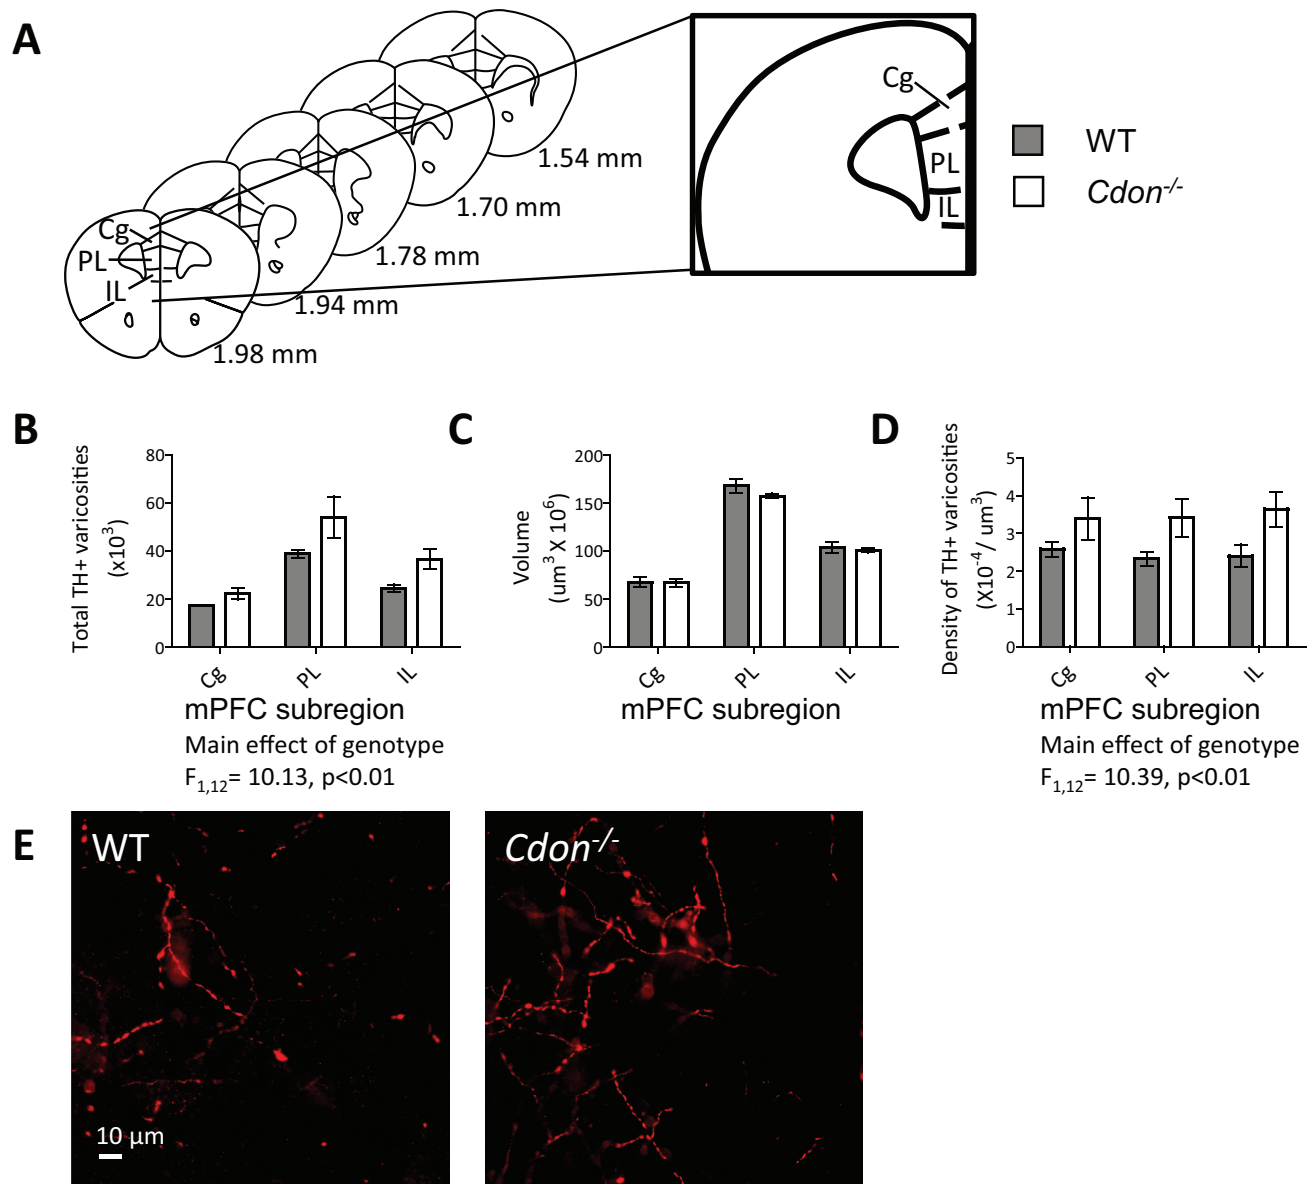 A
Cg
PL
IL
1.98 mm
1.94 mm
1.78 mm
1.70 mm
1.54 mm
Cg
PL
IL
WT
Cdon-/-
B
Total TH+ varicosities
(x10³)
80
60
40
20
0
Cg
PL
IL
mPFC subregion
Main effect of genotype
F1,12= 10.13, p<0.01
C
Volume
(um³ X 10⁶)
200
150
100
50
0
Cg
PL
IL
mPFC subregion
D
Density of TH+ varicosities
(X10⁻⁴/ um³)
5
4
3
2
1
0
Cg
PL
IL
mPFC subregion
Main effect of genotype
F1,12= 10.39, p<0.01
E
WT
10 µm
Cdon-/-